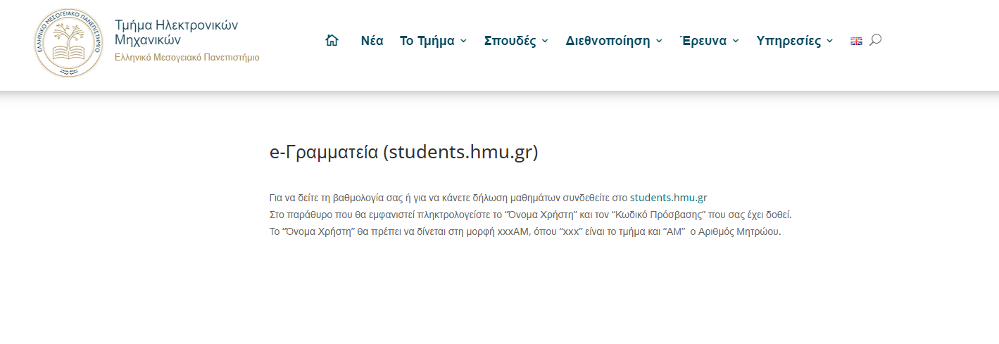 ΕΛΛΗΝΙΚΟ ΜΕΣΟΓΕΙΑΚΟ ΠΑΝΕΠΙΣΤΗΜΙΟ
Τμήμα Ηλεκτρονικών
Μηχανικών
Ελληνικό Μεσογειακό Πανεπιστήμιο
Νέα Το Τμήμα Σπουδές Διεθνοποίηση Έρευνα Υπηρεσίες
e-Γραμματεία (students.hmu.gr)
Για να δείτε τη βαθμολογία σας ή για να κάνετε δήλωση μαθημάτων συνδεθείτε στο students.hmu.gr
Στο παράθυρο που θα εμφανιστεί πληκτρολογείστε το “Όνομα Χρήστη” και τον “Κωδικό Πρόσβασης” που σας έχει δοθεί.
Το “Όνομα Χρήστη” θα πρέπει να δίνεται στη μορφή xxxΑΜ, όπου “xxx” είναι το τμήμα και “ΑΜ”  ο Αριθμός Μητρώου.